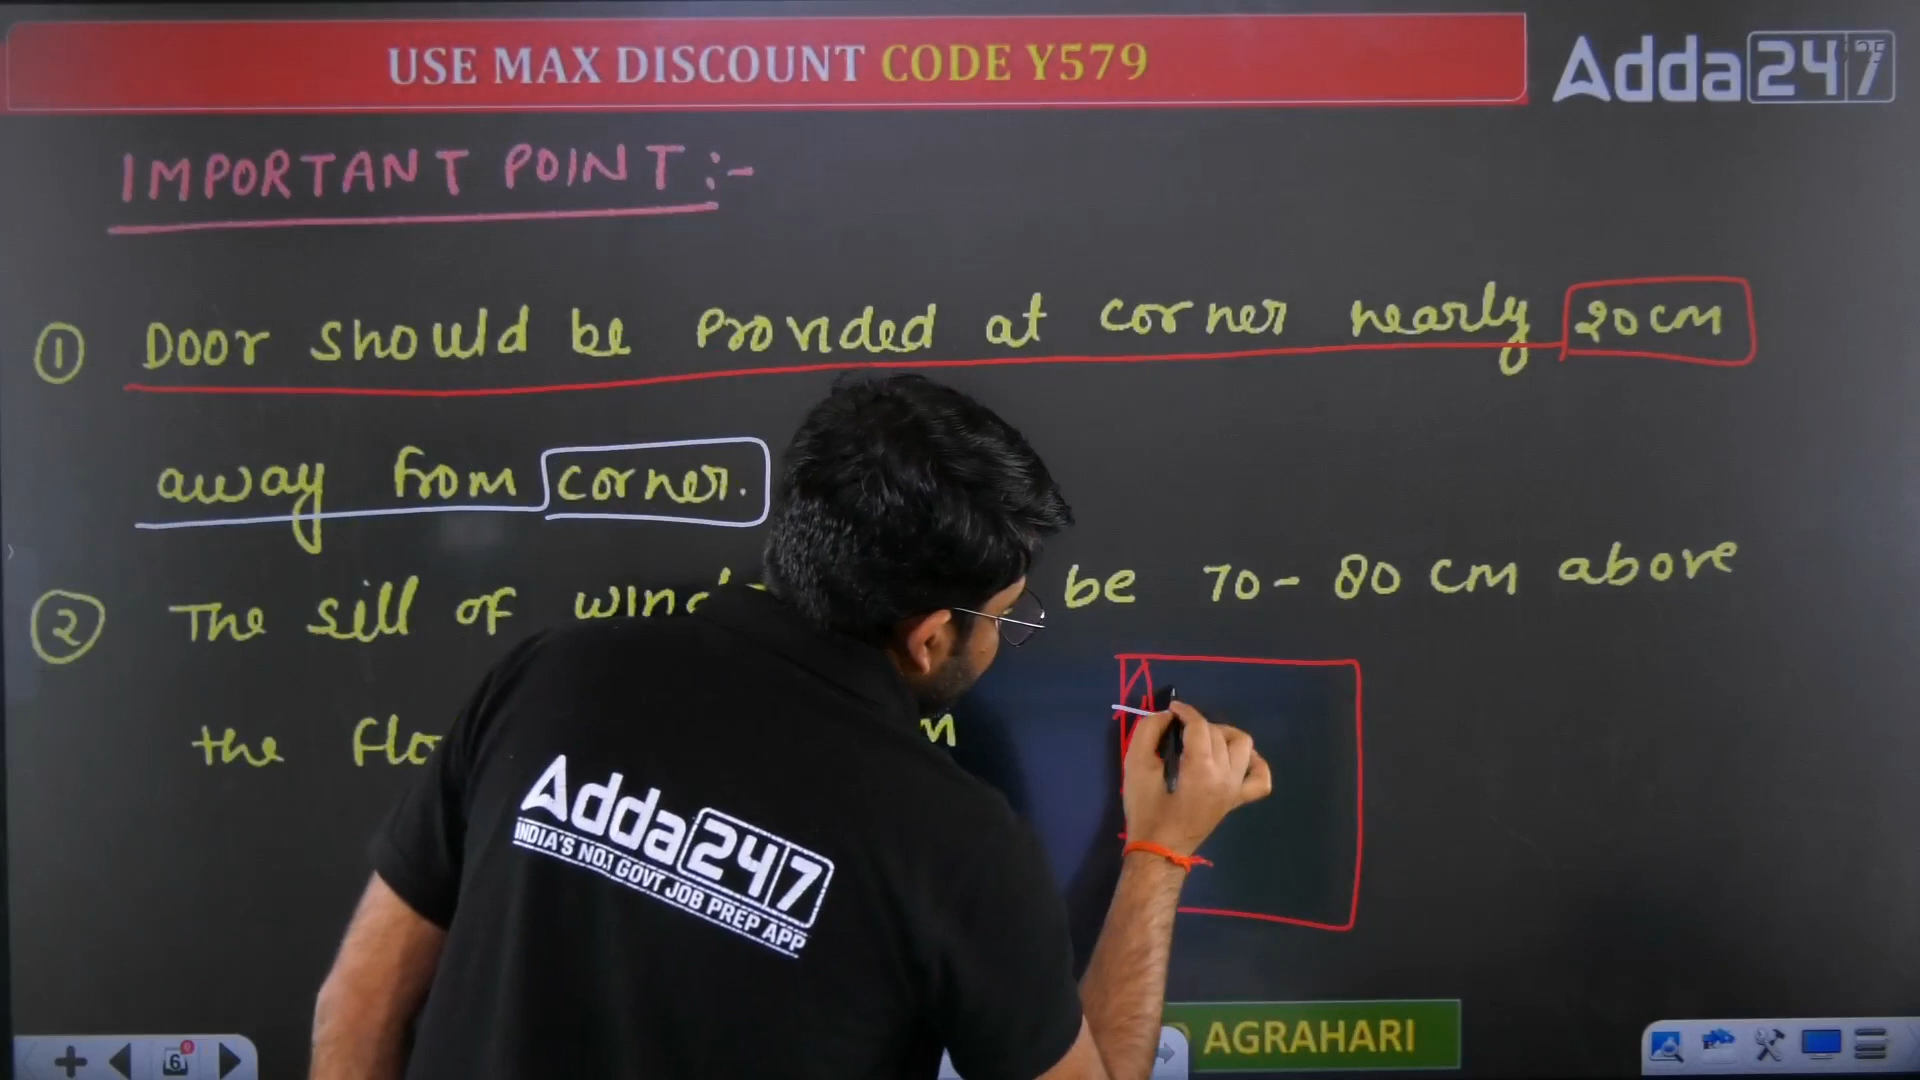 USE MAX DISCOUNT CODE Y579
Adda247
IMPORTANT POINT:-
① Door should be provided at corner nearly 20cm
away from corner.
② The sill of be 70-80 cm above
the
Adda247
INDIA'S NO.1 GOVT JOB PREP APP
AGRAHARI
6